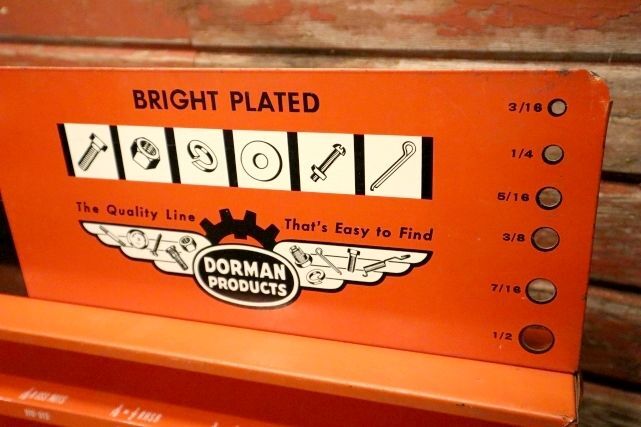 BRIGHT PLATED
The Quality Line
That's Easy to Find
DORMAN
PRODUCTS
3/16
1/4
5/16
3/8
7/16
1/2